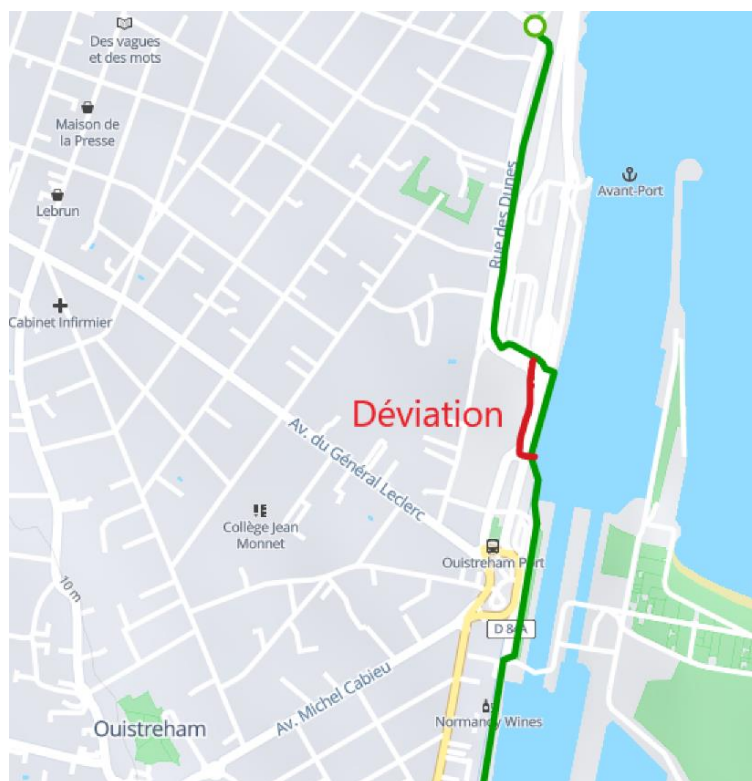 Des vagues
et des mots
Maison de
la Presse
Avant-Port
Lebrun
Rue des Dunes
Cabinet Infirmier
Déviation
Av. du Général Leclerc
Collège Jean
Monnet
Ouistreham Port
10 m
Av. Michel Cabieu
Normandy Wines
Ouistreham